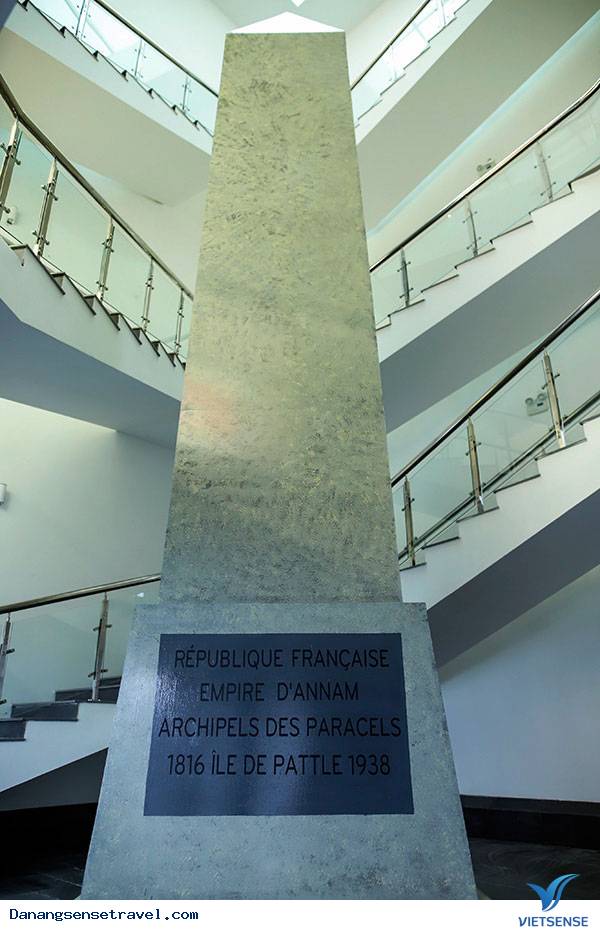 RÉPUBLIQUE FRANÇAISE
EMPIRE D'ANNAM
ARCHIPELS DES PARACELS
1816 ÎLE DE PATTLE 1938
Danangsensetravel.com
VIETSENSE